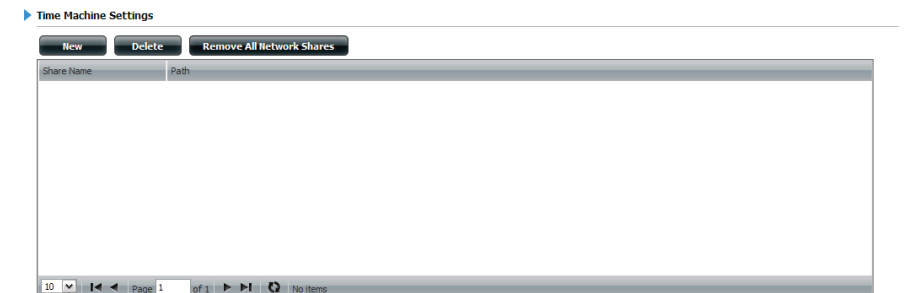 Time Machine Settings
New Delete Remove All Network Shares
Share Name Path
10 Page 1 of 1 No items